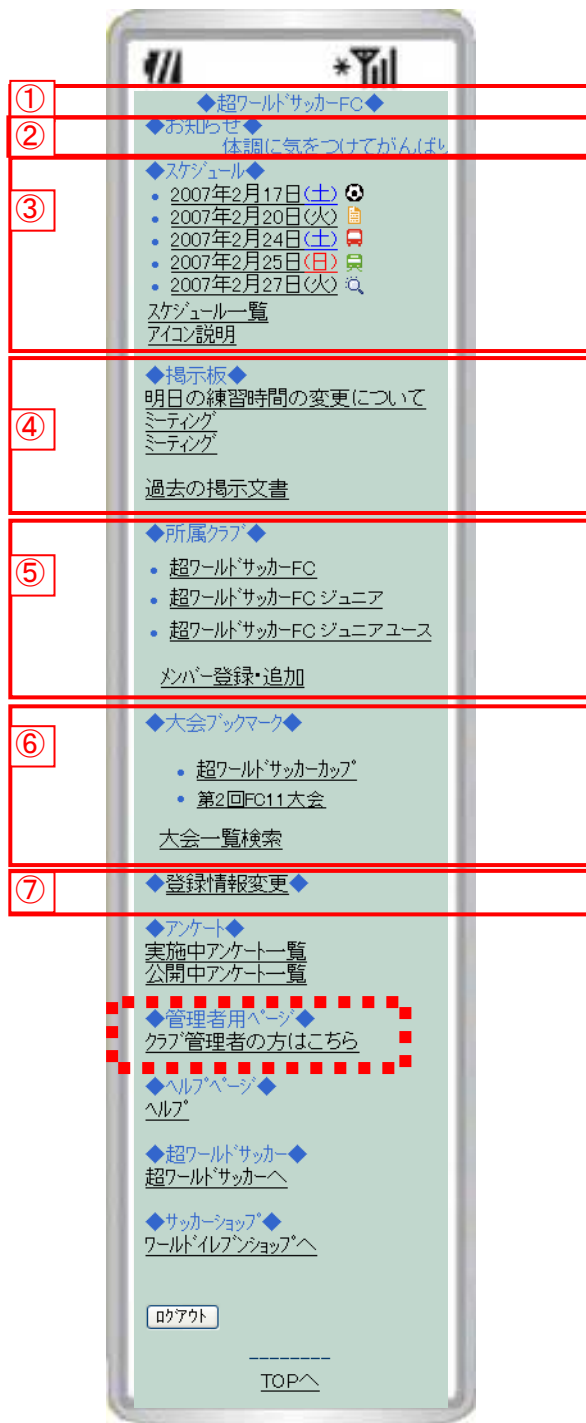 ①
◆超ワールドサッカーFC◆
②
◆お知らせ◆
体調に気をつけてがんばり
③
◆スケジュール◆
2007年2月17日(土)
2007年2月20日(火)
2007年2月24日(土)
2007年2月25日(日)
2007年2月27日(火)
スケジュール一覧
アイコン説明
④
◆掲示板◆
明日の練習時間の変更について
ミーティング
ミーティング
過去の掲示文書
⑤
◆所属クラブ◆
超ワールドサッカーFC
超ワールドサッカーFC ジュニア
超ワールドサッカーFC ジュニアユース
メンバー登録・追加
⑥
◆大会ブックマーク◆
超ワールドサッカーカップ
第2回FC11大会
大会一覧検索
⑦
◆登録情報変更◆
◆アンケート◆
実施中アンケート一覧
公開中アンケート一覧
◆管理者用ページ◆
クラブ管理者の方はこちら
◆ヘルプページ◆
ヘルプ
◆超ワールドサッカー◆
超ワールドサッカーへ
◆サッカーショップ◆
ワールドイレブンショップへ
ログアウト
--------
TOPへ